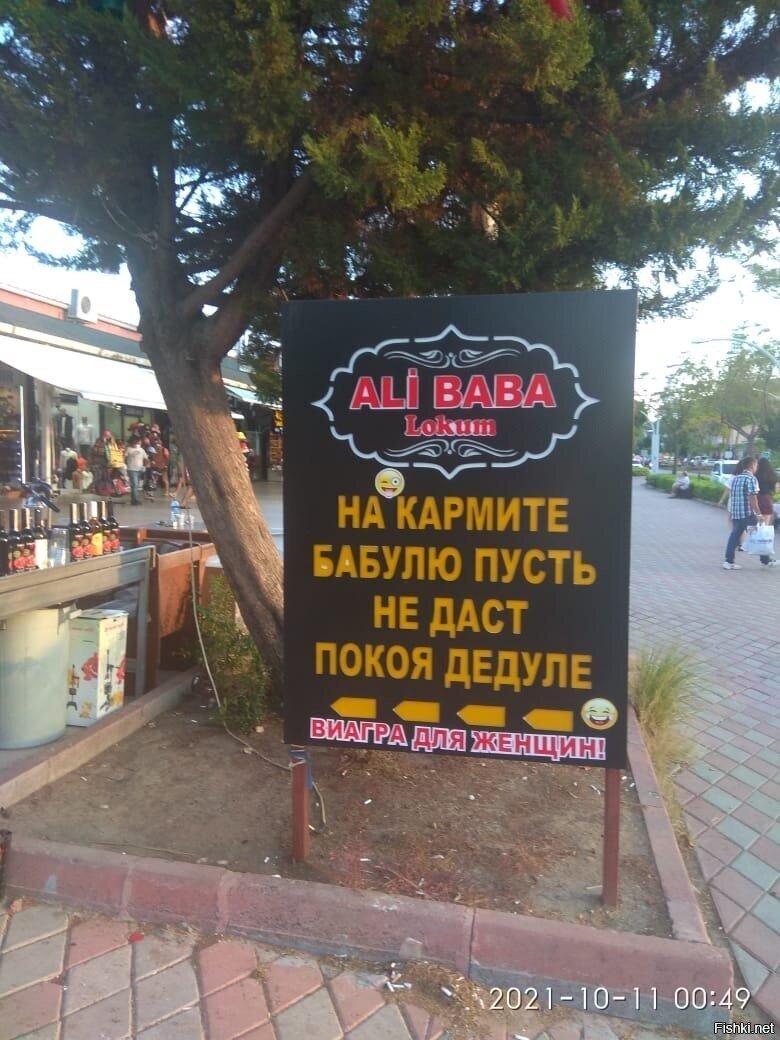 ALİ BABA
Lokum
НА КАРМИТЕ
БАБУЛЮ ПУСТЬ
НЕ ДАСТ
ПОКОЯ ДЕДУЛЕ
ВИАГРА ДЛЯ ЖЕНЩИН!
2021-10-11 00:49
Fishki.net